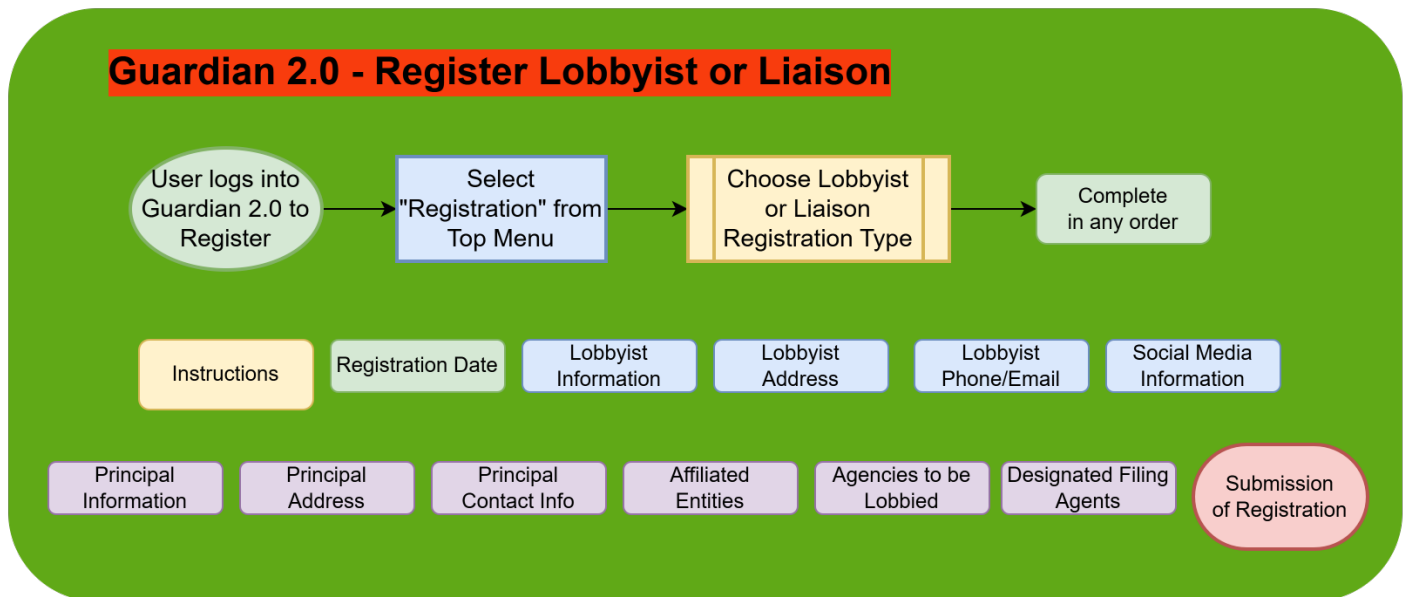 Guardian 2.0 - Register Lobbyist or Liaison
User logs into
Guardian 2.0 to
Register
Select
"Registration" from
Top Menu
Choose Lobbyist
or Liaison
Registration Type
Complete
in any order
Instructions
Registration Date
Lobbyist
Information
Lobbyist
Address
Lobbyist
Phone/Email
Social Media
Information
Principal
Information
Principal
Address
Principal
Contact Info
Affiliated
Entities
Agencies to be
Lobbied
Designated Filing
Agents
Submission
of Registration